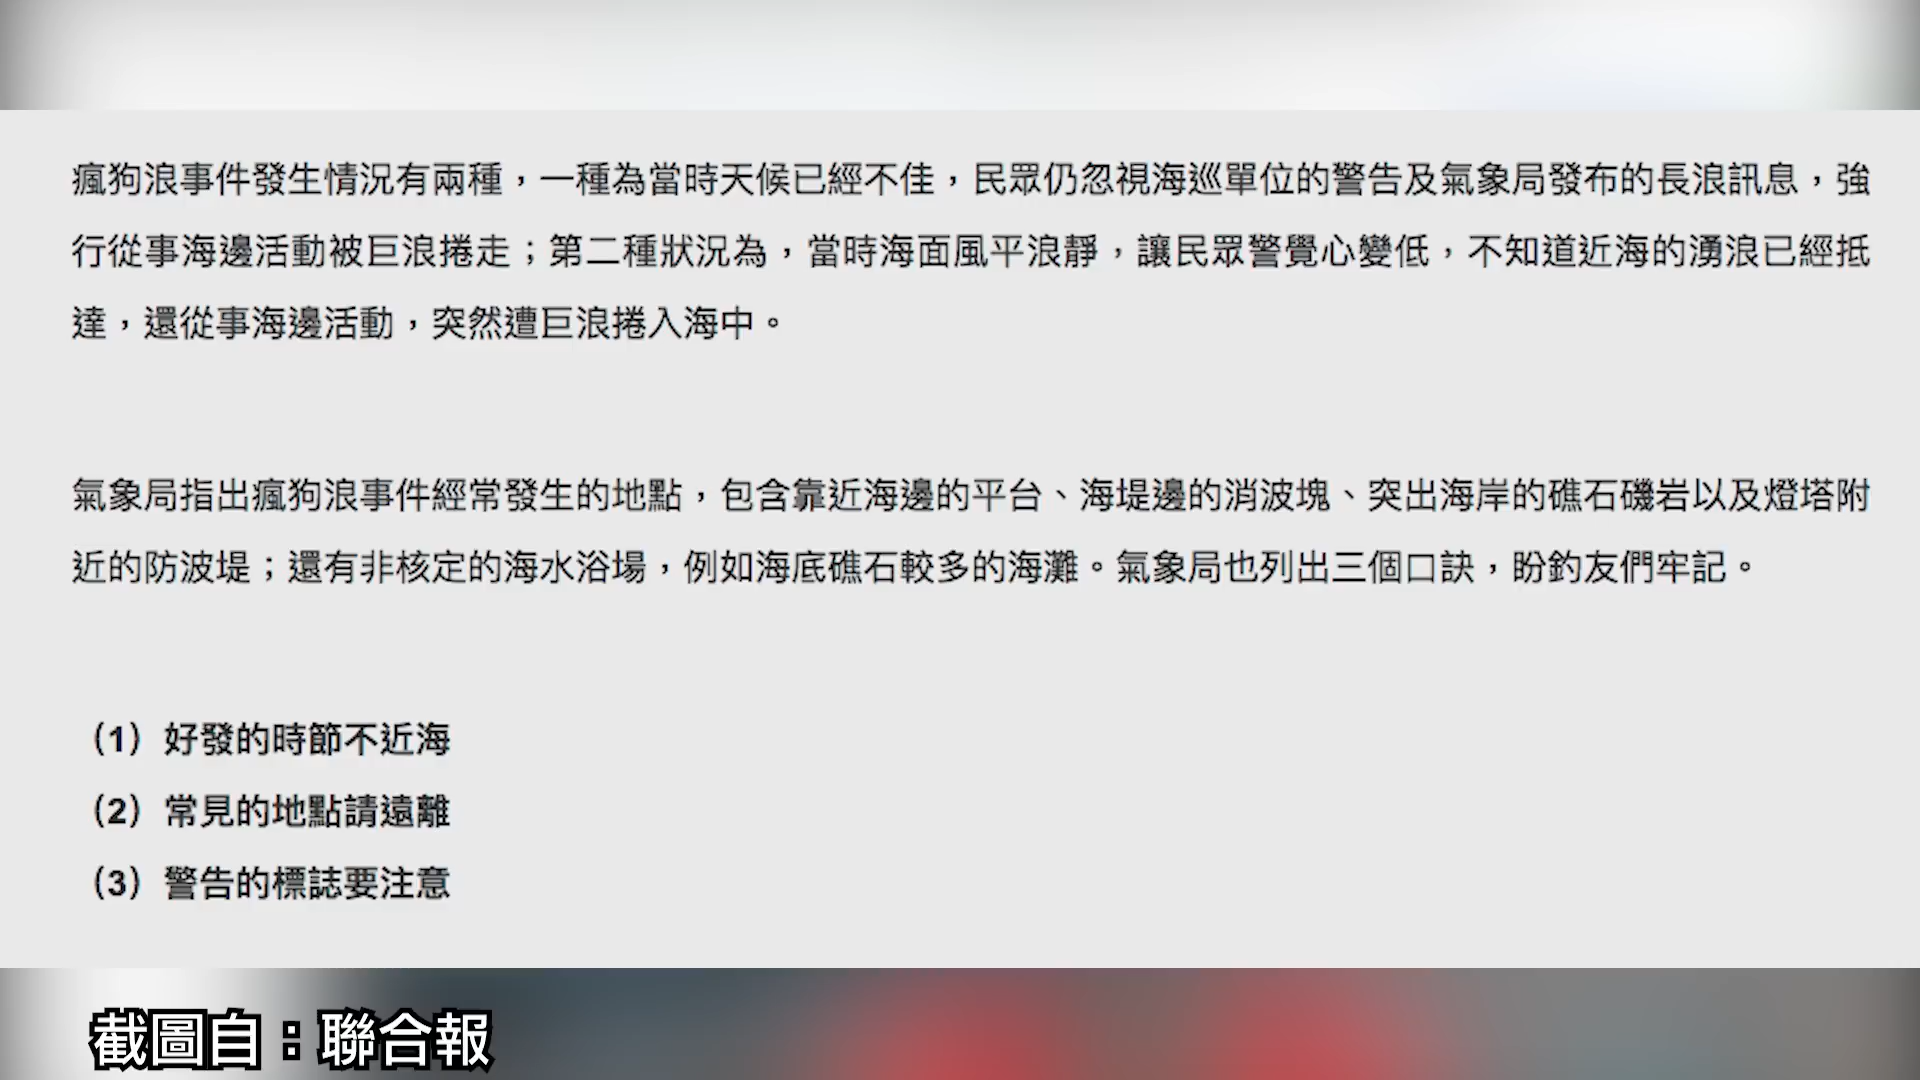 瘋狗浪事件發生情況有兩種，一種為當時天候已經不佳，民眾仍忽視海巡單位的警告及氣象局發布的長浪訊息，強
行從事海邊活動被巨浪捲走；第二種狀況為，當時海面風平浪靜，讓民眾警覺心變低，不知道近海的湧浪已經抵
達，還從事海邊活動，突然遭巨浪捲入海中。
氣象局指出瘋狗浪事件經常發生的地點，包含靠近海邊的平台、海堤邊的消波塊、突出海岸的礁石磯岩以及燈塔附
近的防波堤；還有非核定的海水浴場，例如海底礁石較多的海灘。氣象局也列出三個口訣，盼釣友們牢記。
（1）好發的時節不近海
（2）常見的地點請遠離
（3）警告的標誌要注意
截圖自：聯合報